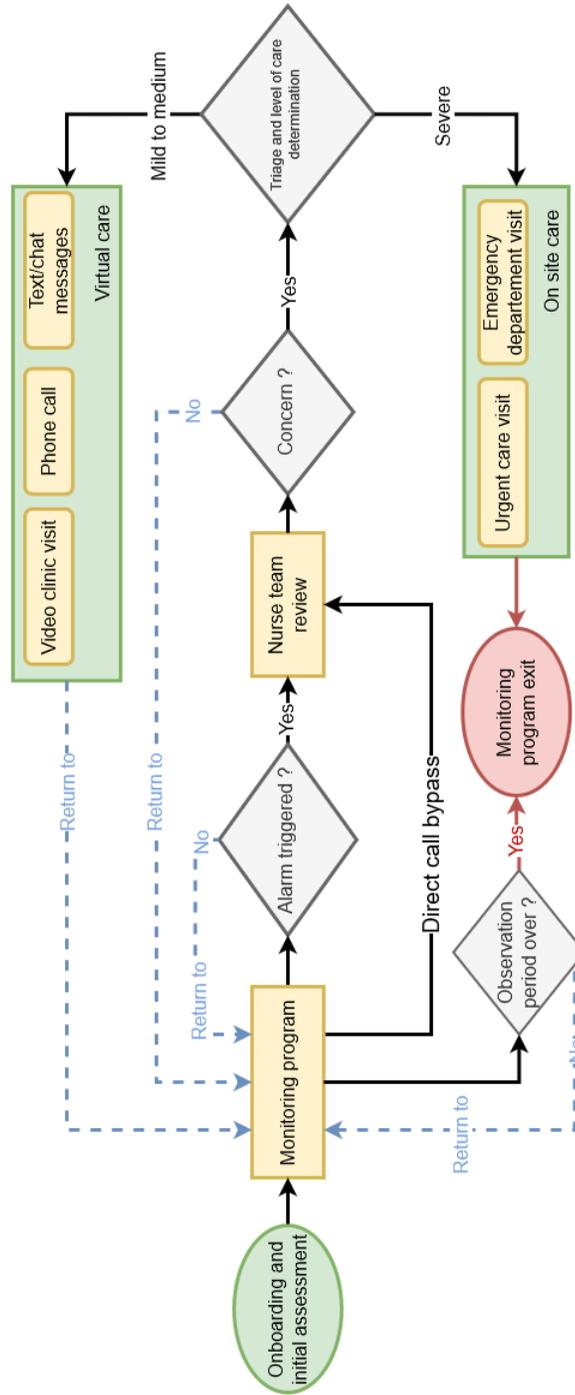 Onboarding and
initial assessment
Monitoring program
Return to
Return to
Return to
No
Alarm triggered ?
Yes
Direct call bypass
Nurse team
review
No
Concern ?
Yes
Triage and level of care
determination
Mild to medium
Severe
Video clinic visit
Phone call
Text/chat
messages
Virtual care
Urgent care visit
Emergency
departement visit
On site care
Monitoring
program exit
Yes
Observation
period over ?
Return to